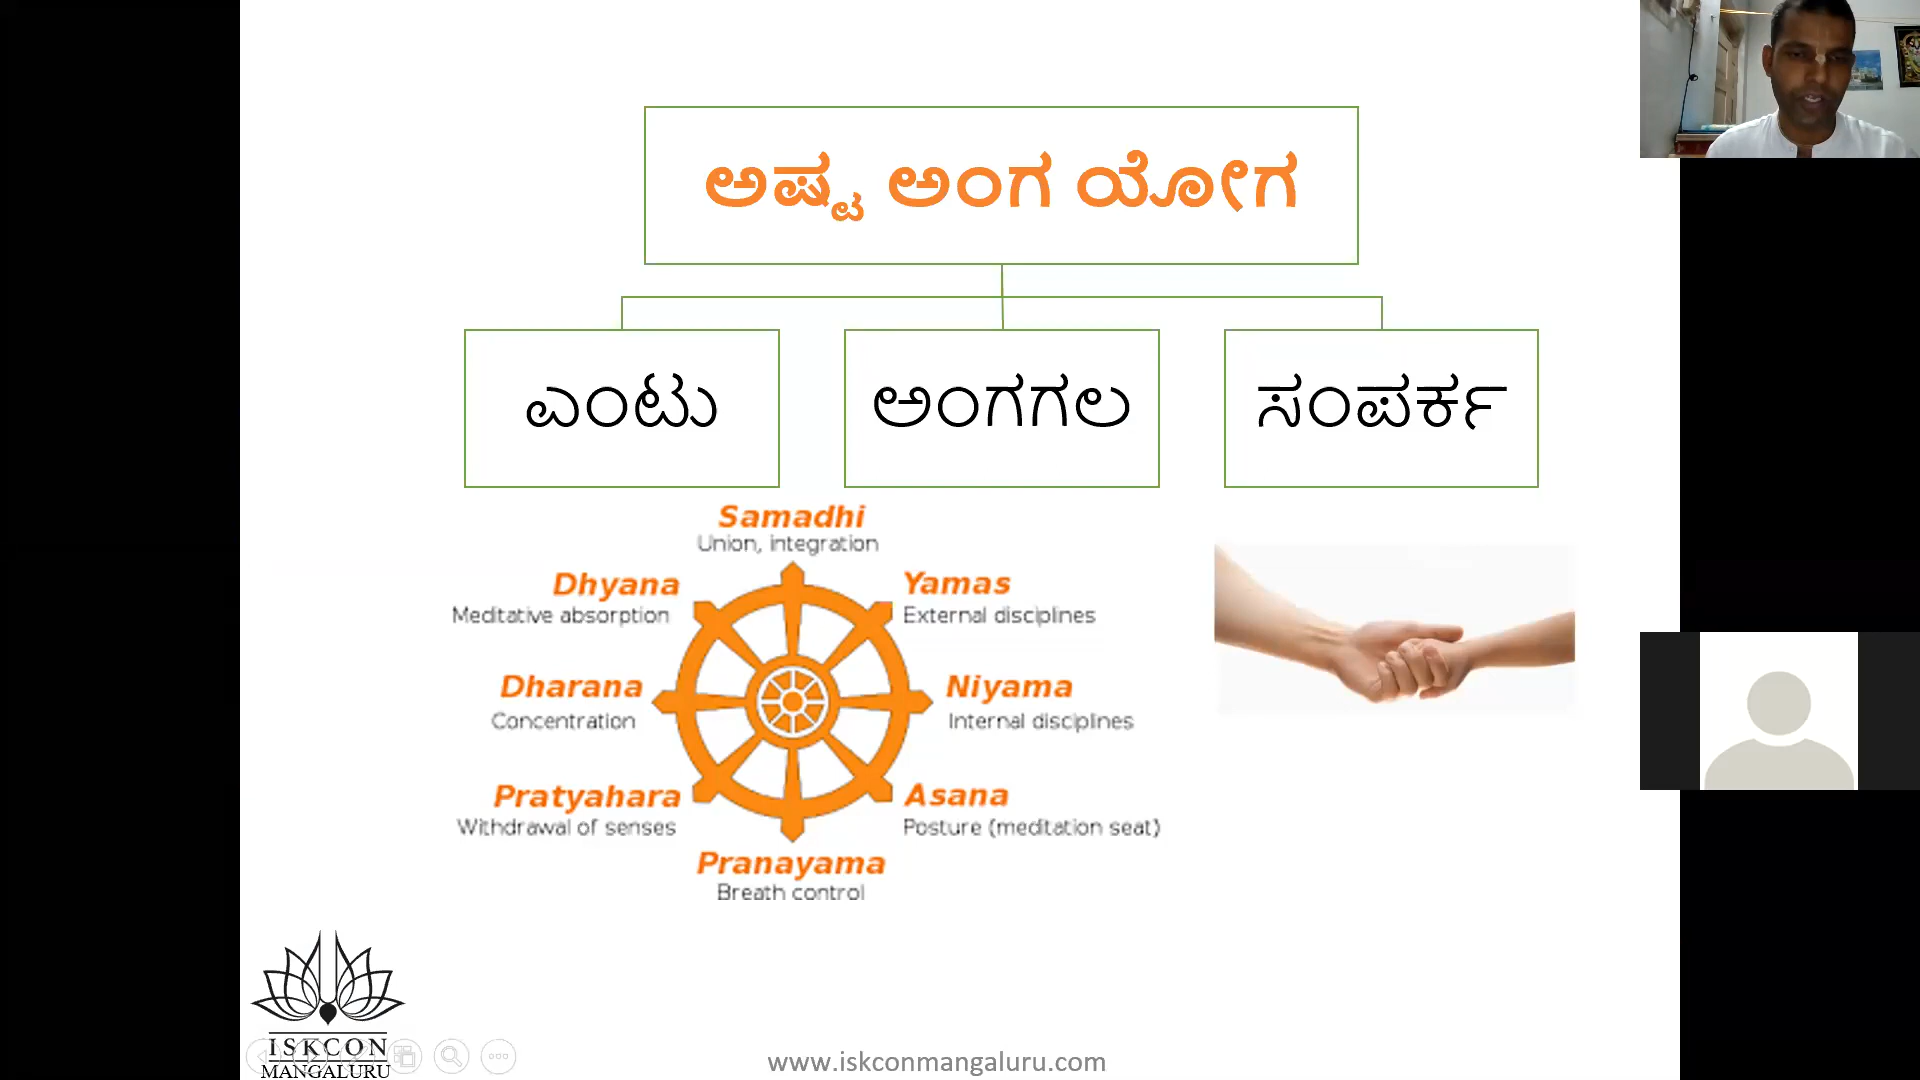 ಅಷ್ಟ ಅಂಗ ಯೋಗ
ಎಂಟು
ಅಂಗಗಲ
ಸಂಪರ್ಕ
Samadhi
Union, integration
Dhyana
Meditative absorption
Yamas
External disciplines
Dharana
Concentration
Niyama
Internal disciplines
Pratyahara
Withdrawal of senses
Asana
Posture (meditation seat)
Pranayama
Breath control
ISKCON
MANGALURU
www.iskconmangaluru.com